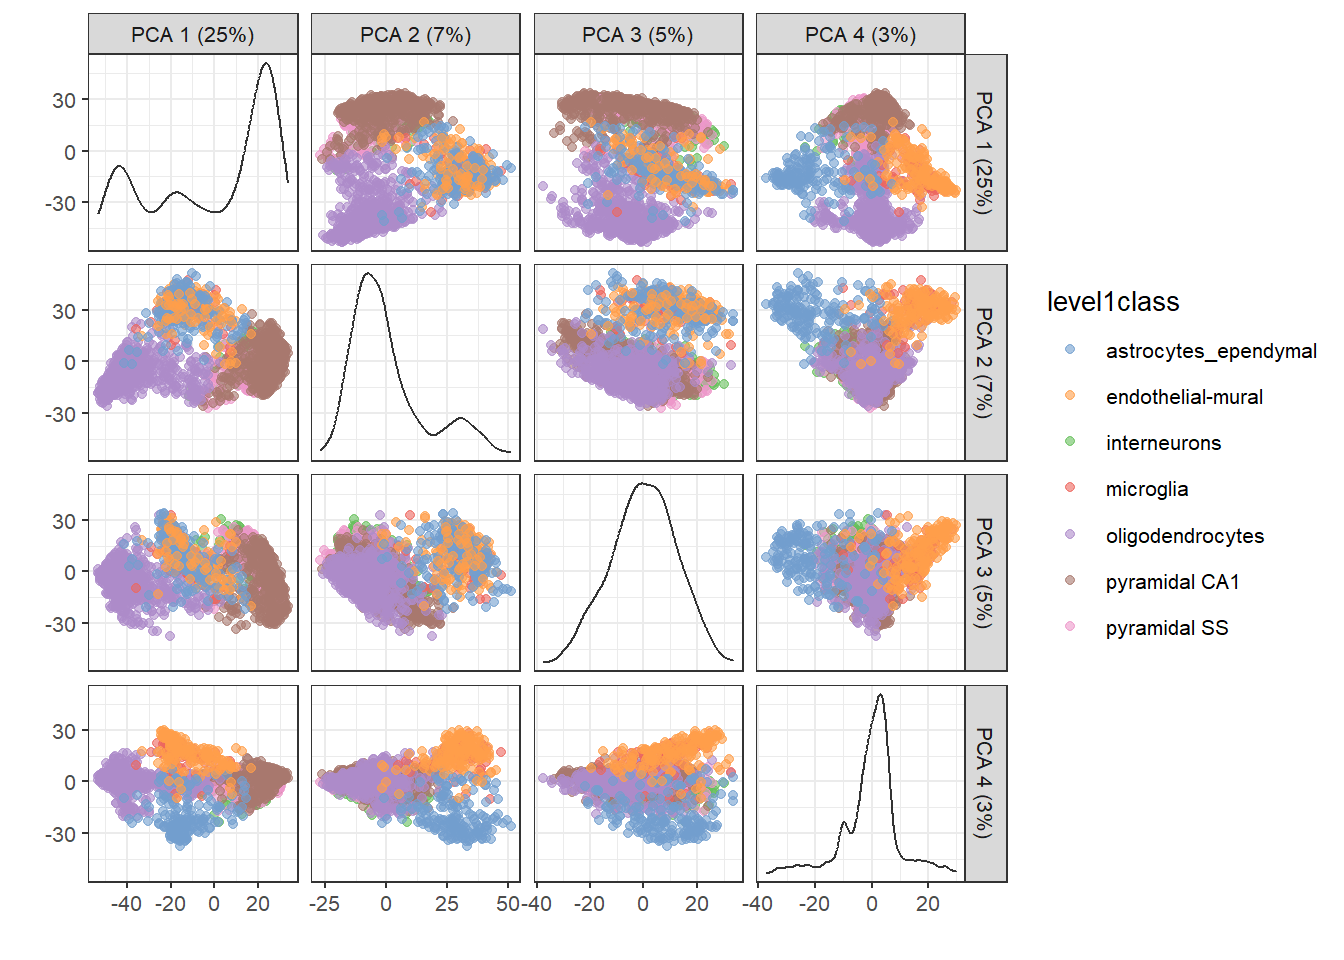 PCA 1 (25%) PCA 2 (7%) PCA 3 (5%) PCA 4 (3%)
30
0
-30
PCA 1 (25%)
30
0
-30
PCA 2 (7%)
30
0
-30
PCA 3 (5%)
30
0
-30
PCA 4 (3%)
-40 -20 0 20 -25 0 25 50 -40 -20 0 20 -40 -20 0 20
level1class
astrocytes_ependymal
endothelial-mural
interneurons
microglia
oligodendrocytes
pyramidal CA1
pyramidal SS